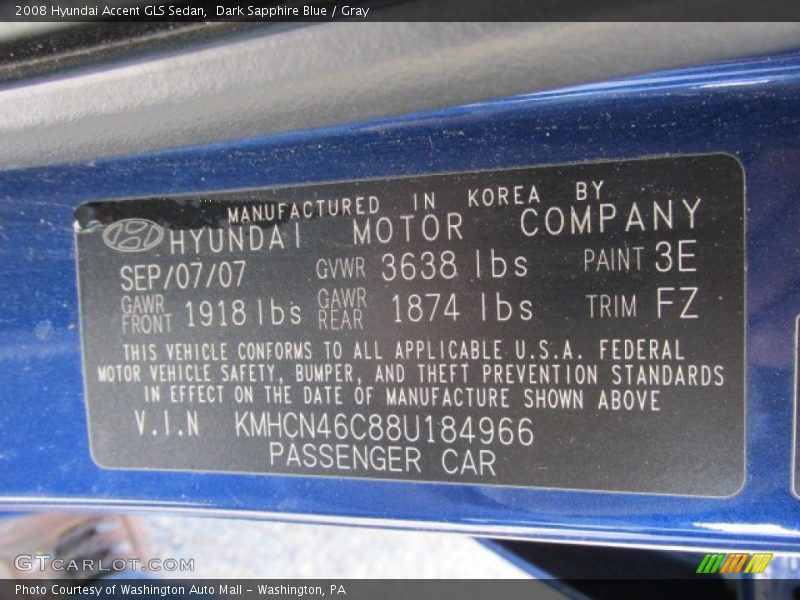 2008 Hyundai Accent GLS Sedan,  Dark Sapphire Blue / Gray
MANUFACTURED IN KOREA BY
HYUNDAI MOTOR COMPANY
SEP/07/07 GVWR 3638 lbs PAINT 3E
GAWR FRONT 1918 lbs GAWR REAR 1874 lbs TRIM FZ
THIS VEHICLE CONFORMS TO ALL APPLICABLE U.S.A. FEDERAL
MOTOR VEHICLE SAFETY, BUMPER, AND THEFT PREVENTION STANDARDS
IN EFFECT ON THE DATE OF MANUFACTURE SHOWN ABOVE
V.I.N KMHCN46C88U184966
PASSENGER CAR
GTCARLOT.COM
Photo Courtesy of Washington Auto Mall - Washington, PA